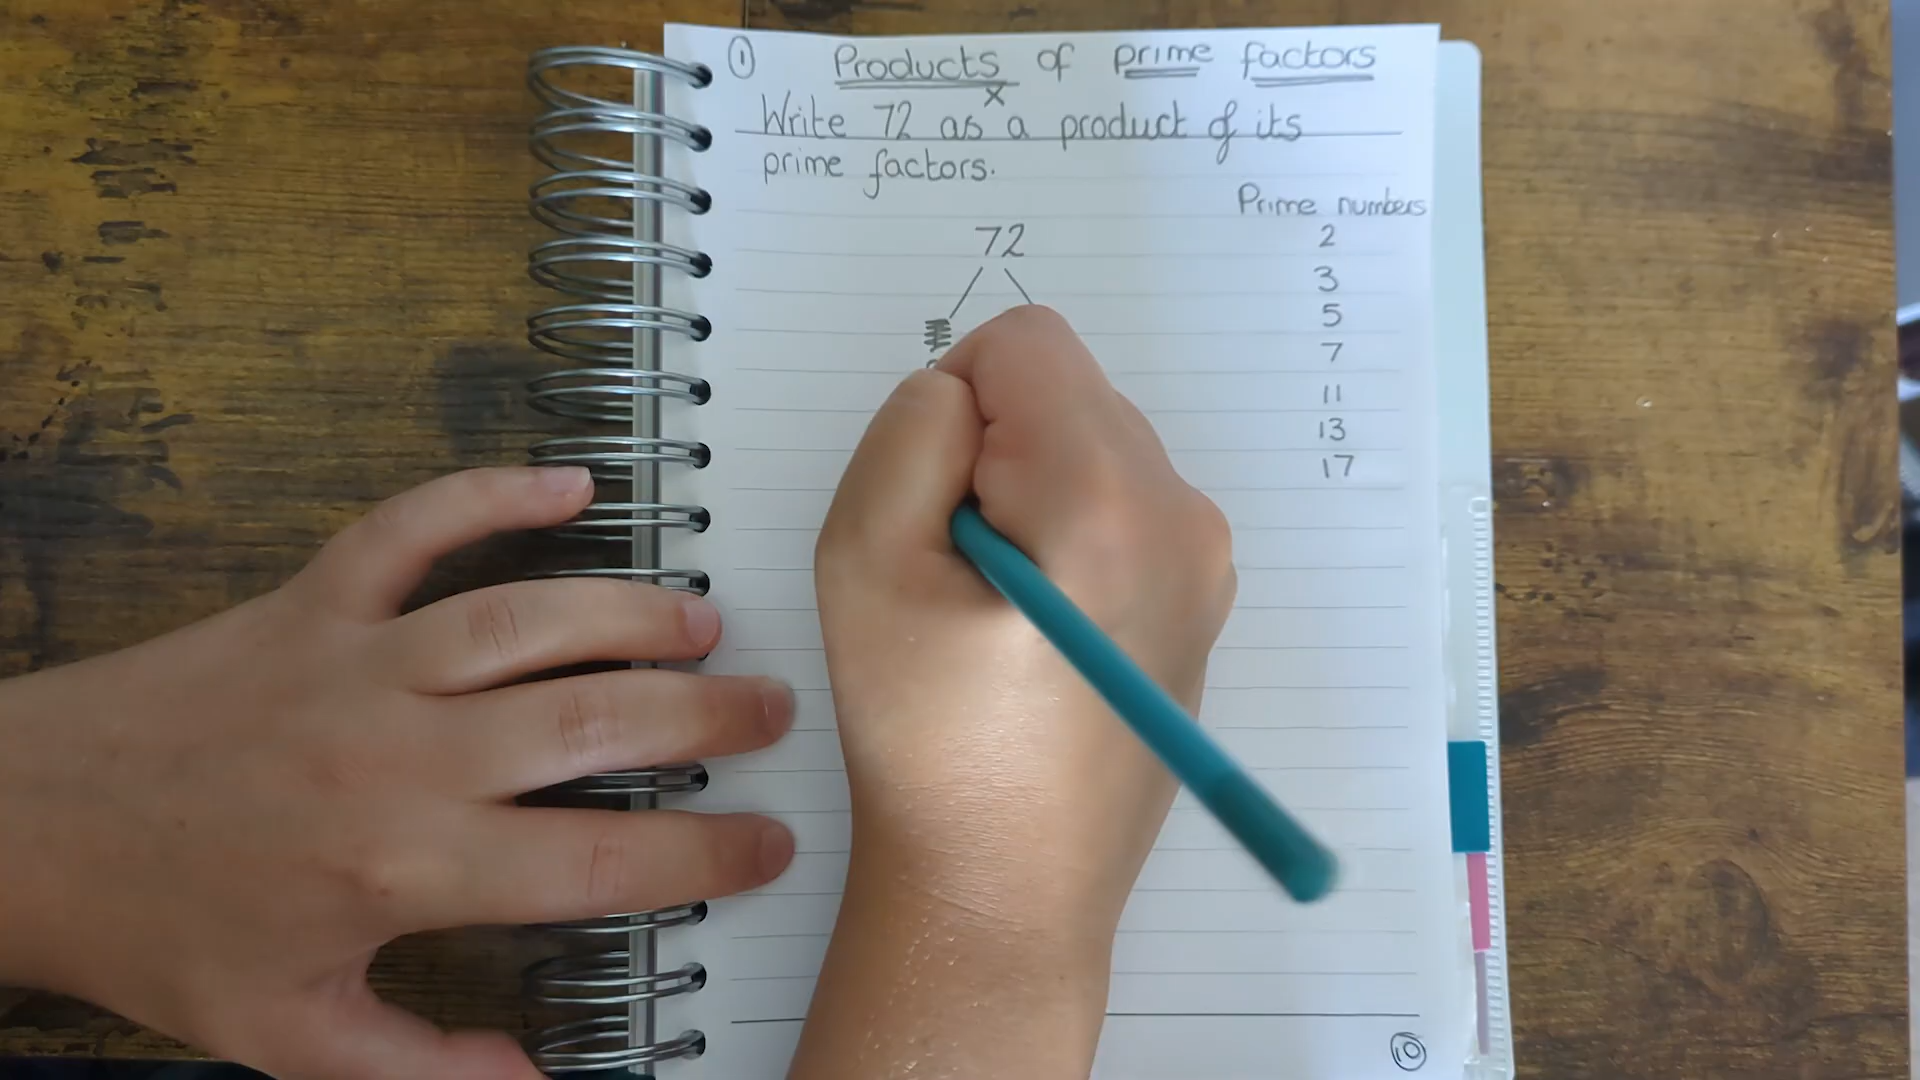 ① Products of prime factors
x
Write 72 as a product of its
prime factors.
Prime numbers
72
2
3
5
7
11
13
17
10